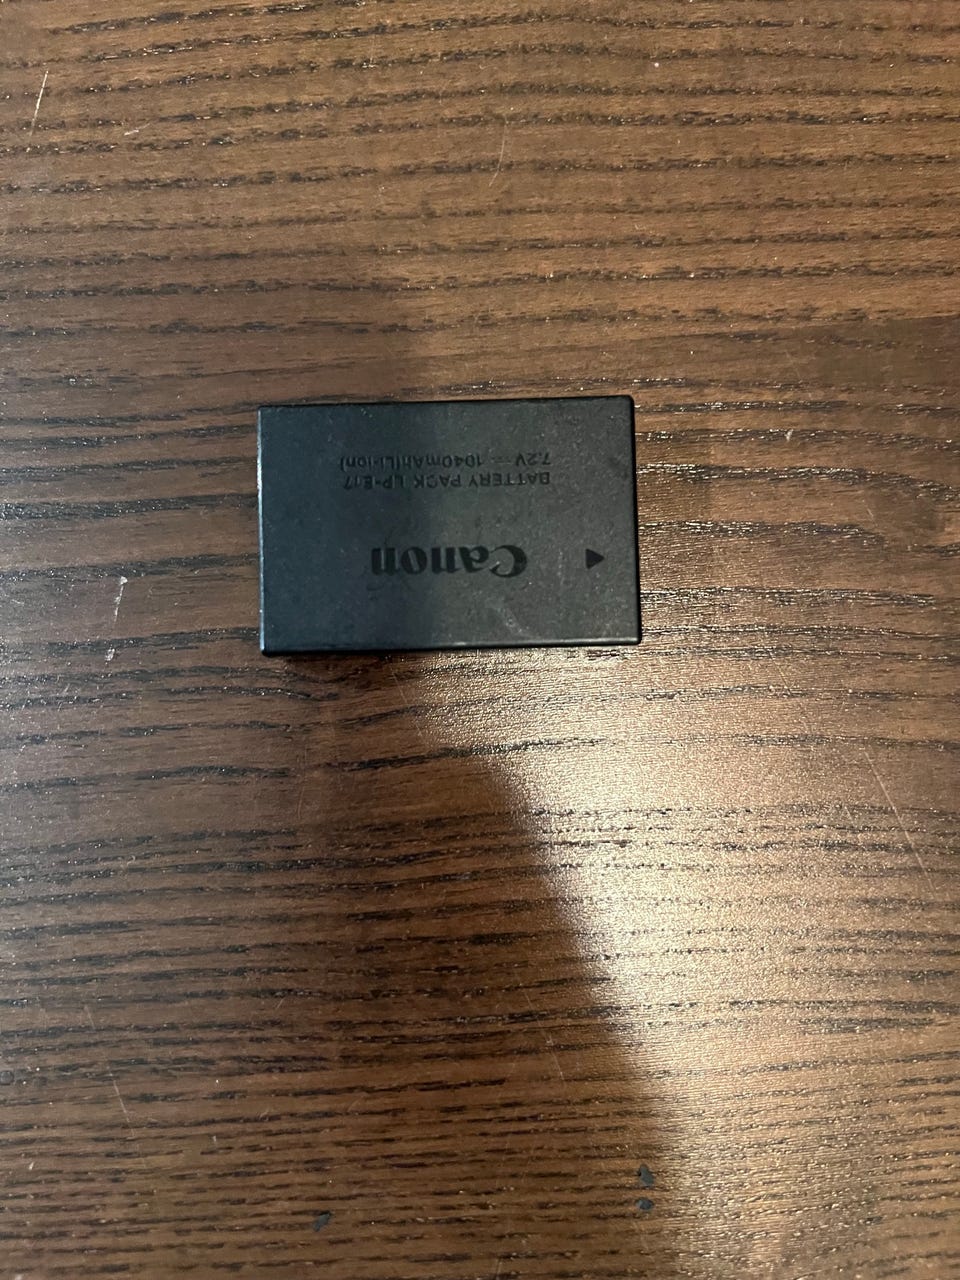 Canon
BATTERY PACK LP-E17
7.2V ⎓ 1040mAh(Li-ion)